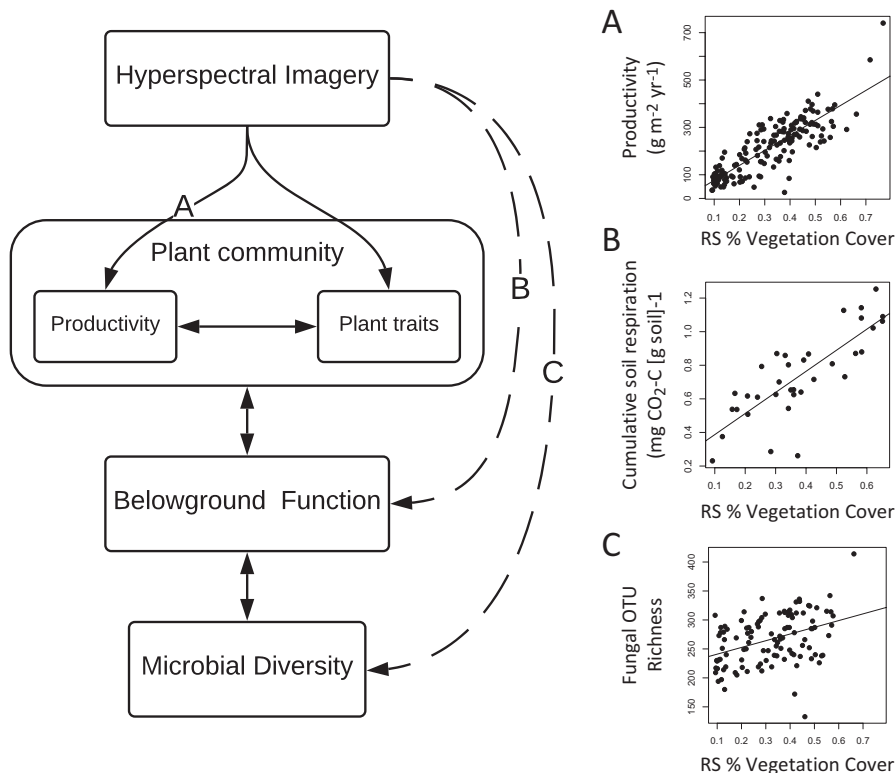 Hyperspectral Imagery
A
Plant community
Productivity
Plant traits
B
C
Belowground Function
Microbial Diversity
A
Productivity
(g m-2 yr-1)
700
500
300
100
0
0.1 0.2 0.3 0.4 0.5 0.6 0.7
RS % Vegetation Cover
B
Cumulative soil respiration
(mg CO₂-C [g soil]-1
1.2
1.0
0.8
0.6
0.4
0.2
0.1 0.2 0.3 0.4 0.5 0.6
RS % Vegetation Cover
C
Fungal OTU
Richness
400
350
300
250
200
150
0.1 0.2 0.3 0.4 0.5 0.6 0.7
RS % Vegetation Cover